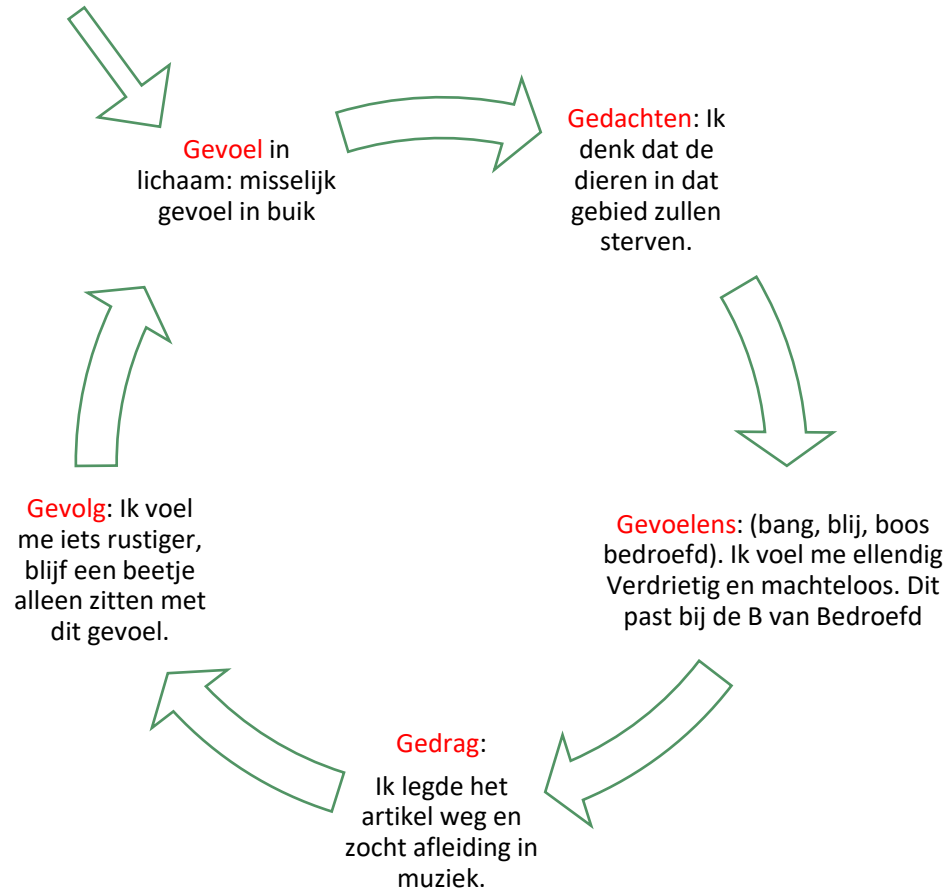 Gevoel in
lichaam: misselijk
gevoel in buik
Gedachten: Ik
denk dat de
dieren in dat
gebied zullen
sterven.
Gevoelens: (bang, blij, boos
bedroefd). Ik voel me ellendig
Verdrietig en machteloos. Dit
past bij de B van Bedroefd
Gedrag:
Ik legde het
artikel weg en
zocht afleiding in
muziek.
Gevolg: Ik voel
me iets rustiger,
blijf een beetje
alleen zitten met
dit gevoel.